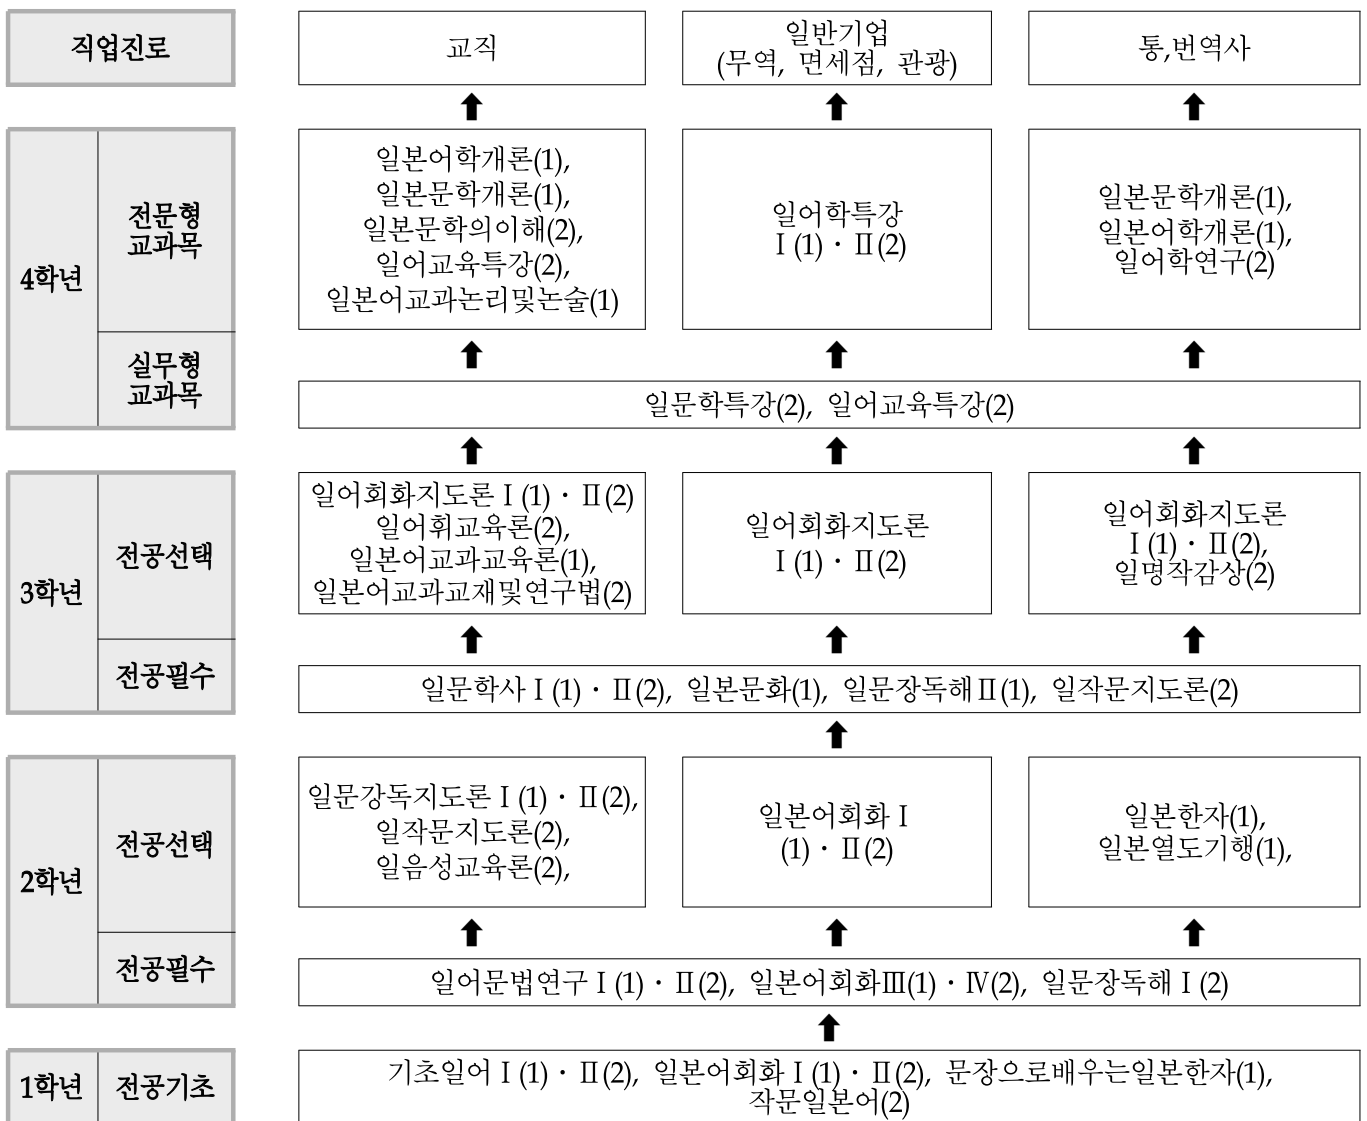 직업진로
교직
일반기업
(무역, 면세점, 관광)
통,번역사
4학년
전문형
교과목
일본어학개론(1),
일본문학개론(1),
일본문학의이해(2),
일어교육특강(2),
일본어교과논리및논술(1)
일어학특강
Ⅰ(1)・Ⅱ(2)
일본문학개론(1),
일본어학개론(1),
일어학연구(2)
실무형
교과목
일문학특강(2), 일어교육특강(2)
3학년
전공선택
일어회화지도론Ⅰ(1)・Ⅱ(2)
일어휘교육론(2),
일본어교과교육론(1),
일본어교과교재및연구법(2)
일어회화지도론
Ⅰ(1)・Ⅱ(2)
일어회화지도론
Ⅰ(1)・Ⅱ(2),
일명작감상(2)
전공필수
일문학사Ⅰ(1)・Ⅱ(2), 일본문화(1), 일문장독해Ⅱ(1), 일작문지도론(2)
2학년
전공선택
일문강독지도론Ⅰ(1)・Ⅱ(2),
일작문지도론(2),
일음성교육론(2),
일본어회화Ⅰ
(1)・Ⅱ(2)
일본한자(1),
일본열도기행(1),
전공필수
일어문법연구Ⅰ(1)・Ⅱ(2), 일본어회화Ⅲ(1)・Ⅳ(2), 일문장독해Ⅰ(2)
1학년
전공기초
기초일어Ⅰ(1)・Ⅱ(2), 일본어회화Ⅰ(1)・Ⅱ(2), 문장으로배우는일본한자(1),
작문일본어(2)